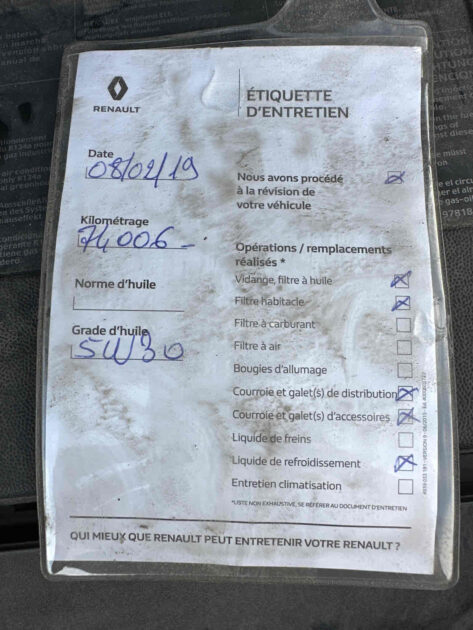 RENAULT
ÉTIQUETTE
D'ENTRETIEN
Date
08/02/19
Nous avons procédé
à la révision de
votre véhicule
Kilométrage
74006-
Opérations / remplacements
réalisés *
Vidange, filtre à huile
Norme d'huile
Filtre habitacle
Filtre à carburant
Grade d'huile
5W30
Filtre à air
Bougies d'allumage
Courroie et galet(s) de distribution
Courroie et galet(s) d'accessoires
Liquide de freins
Liquide de refroidissement
Entretien climatisation
*LISTE NON EXHAUSTIVE, SE RÉFÉRER AU DOCUMENT D'ENTRETIEN
QUI MIEUX QUE RENAULT PEUT ENTRETENIR VOTRE RENAULT ?